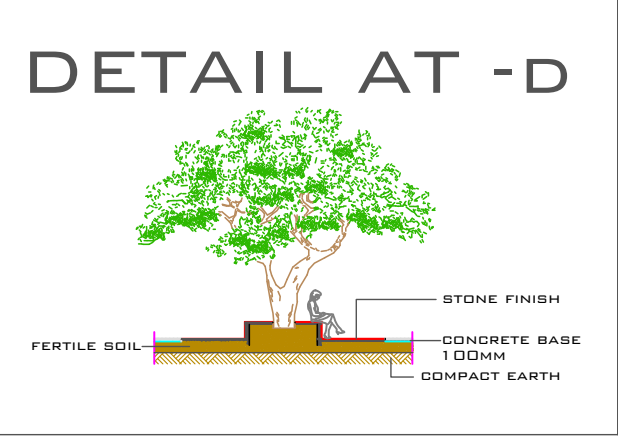 DETAIL AT -D
STONE FINISH
FERTILE SOIL
CONCRETE BASE
100MM
COMPACT EARTH